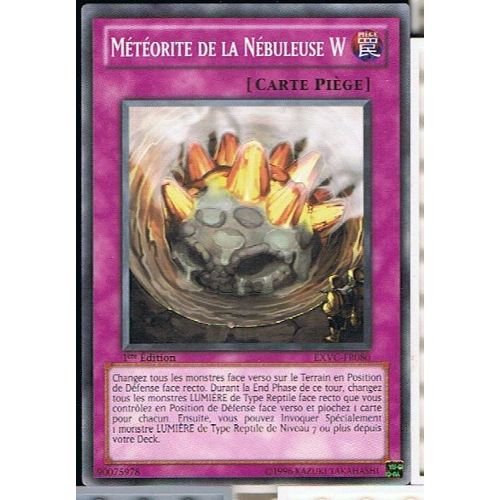 MÉTÉORITE DE LA NÉBULEUSE W
PIÈGE
罠
[CARTE PIÈGE]
1ère Édition
EXVC-FR080
Changez tous les monstres face verso sur le Terrain en Position
de Défense face recto. Durant la End Phase de ce tour, changez
tous les monstres LUMIÈRE de Type Reptile face recto que vous
contrôlez en Position de Défense face verso et piochez 1 carte
pour chacun. Ensuite, vous pouvez Invoquer Spécialement
1 monstre LUMIÈRE de Type Reptile de Niveau 7 ou plus depuis
votre Deck.
90075978
©1996 KAZUKI TAKAHASHI